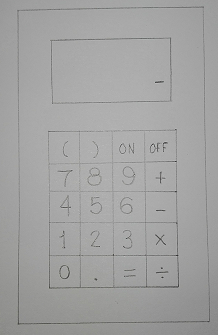 _
( ) ON OFF
7 8 9 +
4 5 6 -
1 2 3 ×
0 . = ÷